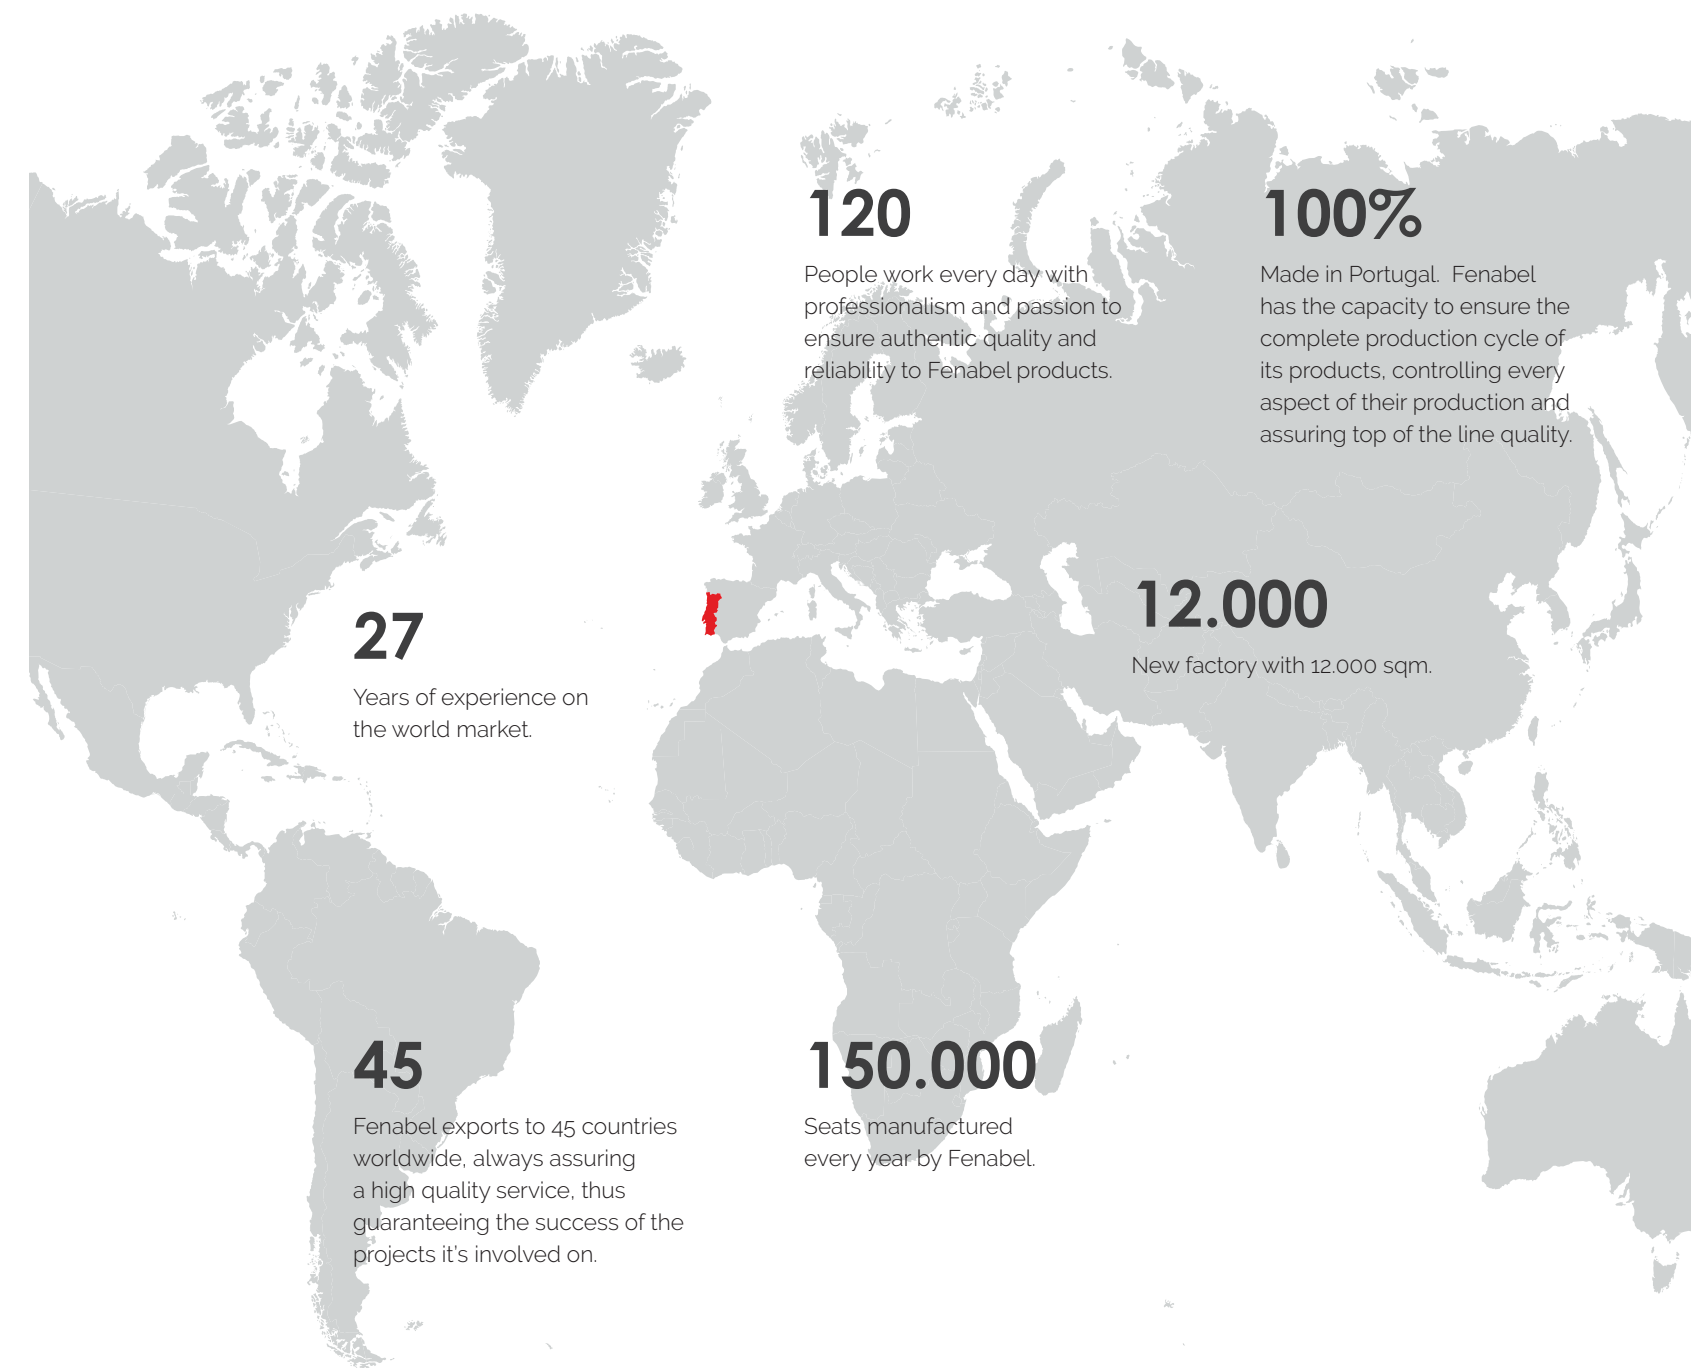 120
People work every day with
professionalism and passion to
ensure authentic quality and
reliability to Fenabel products.
100%
Made in Portugal.  Fenabel
has the capacity to ensure the
complete production cycle of
its products, controlling every
aspect of their production and
assuring top of the line quality.
27
Years of experience on
the world market.
12.000
New factory with 12.000 sqm.
45
Fenabel exports to 45 countries
worldwide, always assuring
a high quality service, thus
guaranteeing the success of the
projects it's involved on.
150.000
Seats manufactured
every year by Fenabel.